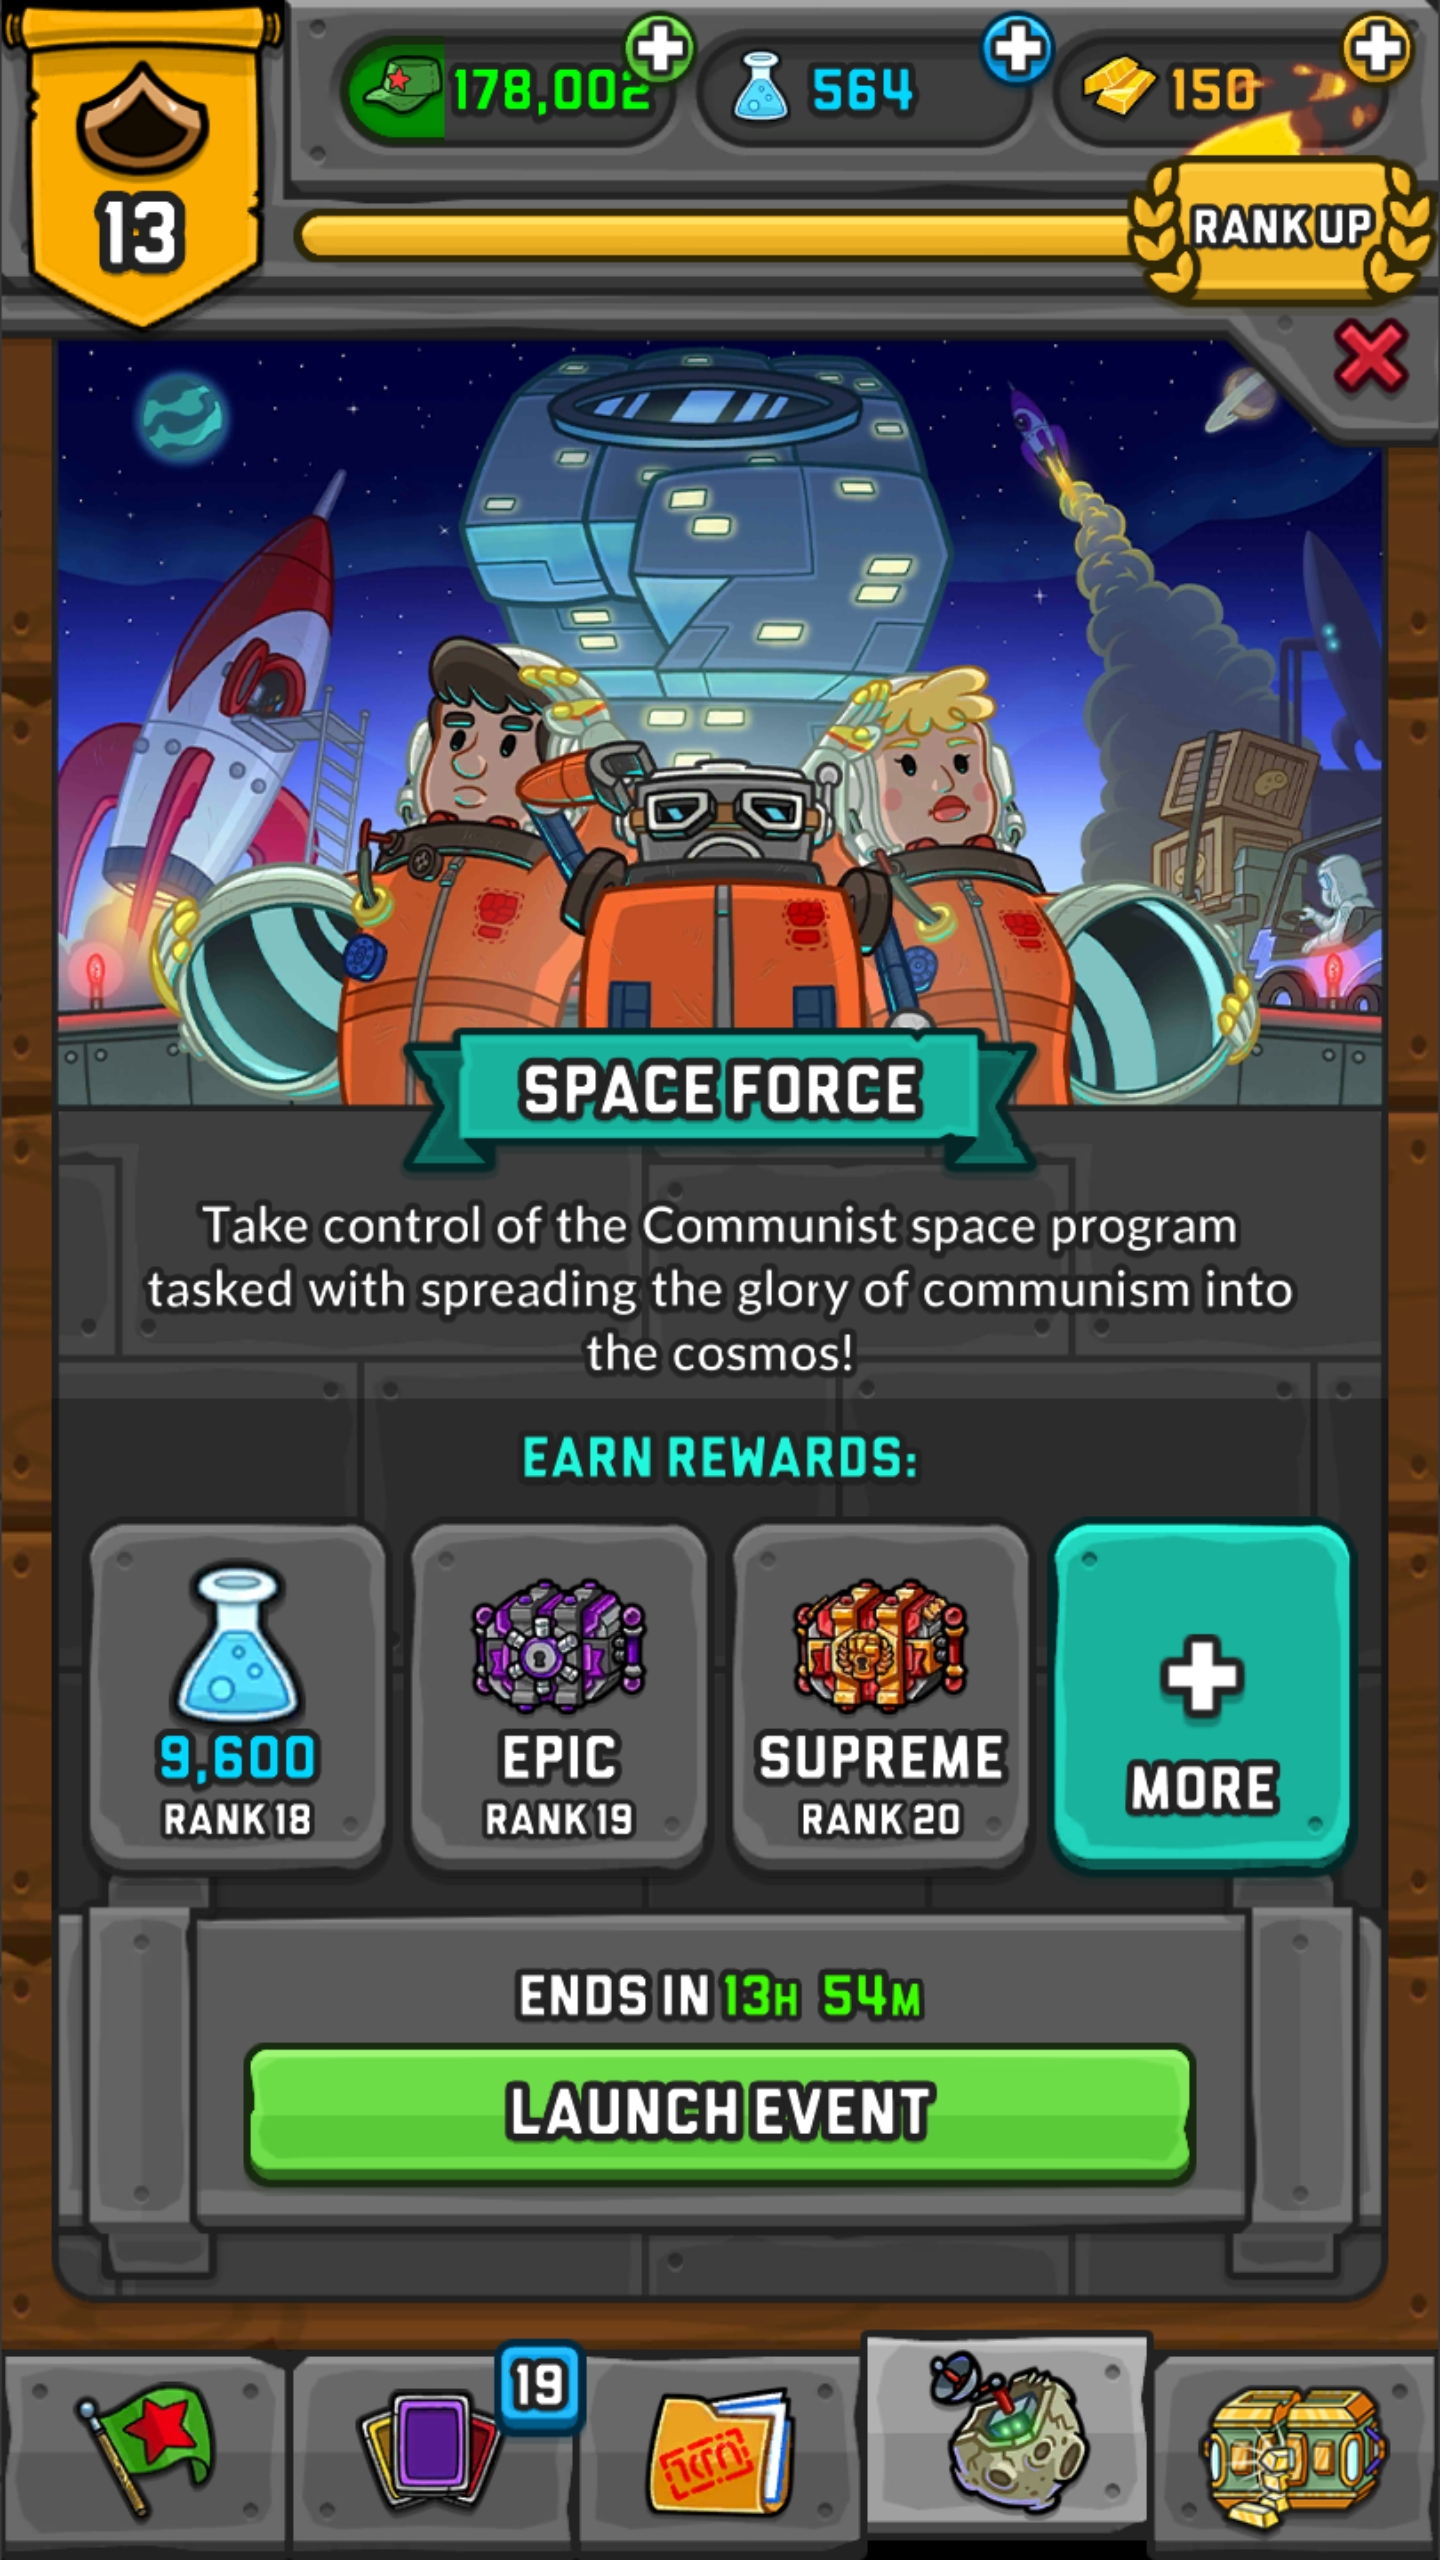 178,002
564
150
13
RANK UP
SPACE FORCE
Take control of the Communist space program
tasked with spreading the glory of communism into
the cosmos!
EARN REWARDS:
9,600
RANK 18
EPIC
RANK 19
SUPREME
RANK 20
MORE
ENDS IN 13H 54M
LAUNCH EVENT
19